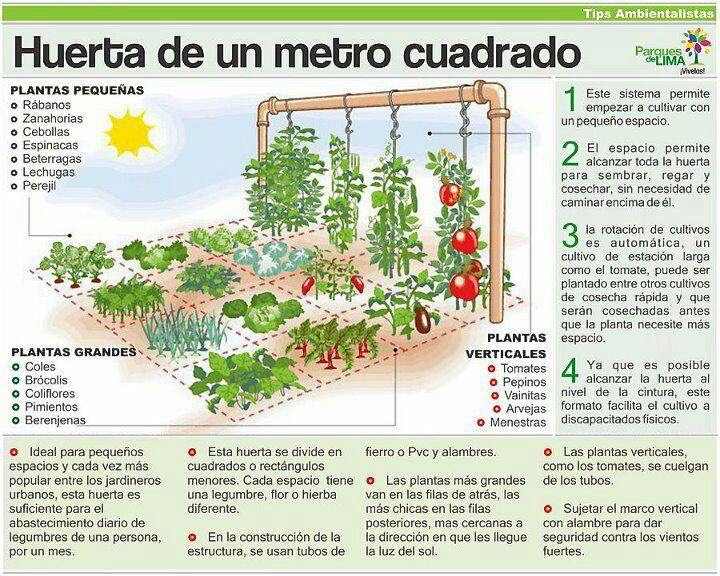 Tips Ambientalistas
Huerta de un metro cuadrado
Parques
de LIMA
¡Vívelos!
PLANTAS PEQUEÑAS
Rábanos
Zanahorias
Cebollas
Espinacas
Beterragas
Lechugas
Perejil
PLANTAS GRANDES
Coles
Brócolis
Coliflores
Pimientos
Berenjenas
PLANTAS
VERTICALES
Tomates
Pepinos
Vainitas
Arvejas
Menestras
1 Este sistema permite
empezar a cultivar con
un pequeño espacio.
2 El espacio permite
alcanzar toda la huerta
para sembrar, regar y
cosechar, sin necesidad de
caminar encima de él.
3 la rotación de cultivos
es automática, un
cultivo de estación larga
como el tomate, puede ser
plantado entre otros cultivos
de cosecha rápida y que
serán cosechadas antes
que la planta necesite más
espacio.
4 Ya que es posible
alcanzar la huerta al
nivel de la cintura, este
formato facilita el cultivo a
discapacitados físicos.
Ideal para pequeños
espacios y cada vez más
popular entre los jardineros
urbanos, esta huerta es
suficiente para el
abastecimiento diario de
legumbres de una persona,
por un mes.
Esta huerta se divide en
cuadrados o rectángulos
menores. Cada espacio tiene
una legumbre, flor o hierba
diferente.
En la construcción de la
estructura, se usan tubos de
fierro o Pvc y alambres.
Las plantas más grandes
van en las filas de atrás, las
más chicas en las filas
posteriores, mas cercanas a
la dirección en que les llegue
la luz del sol.
Las plantas verticales,
como los tomates, se cuelgan
de los tubos.
Sujetar el marco vertical
con alambre para dar
seguridad contra los vientos
fuertes.